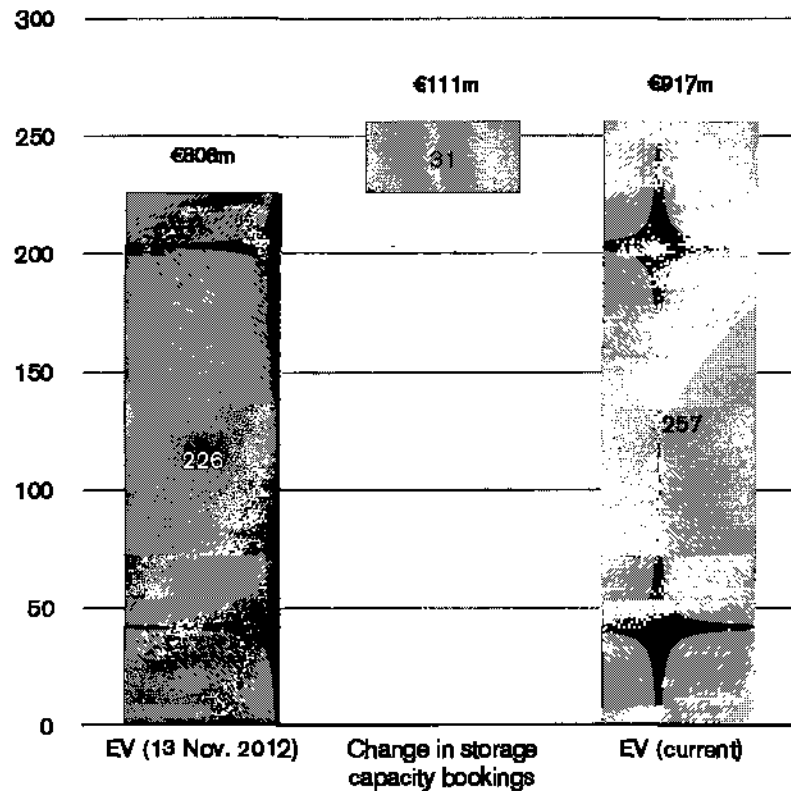 300
€111m
€917m
250
€806m
31
200
150
257
226
100
50
0
EV (13 Nov. 2012)
Change in storage
capacity bookings
EV (current)